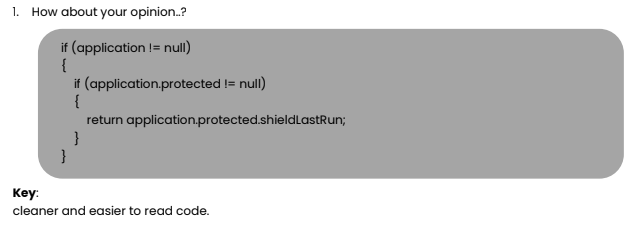 1. How about your opinion..?
if (application != null)
{
if (application.protected != null)
{
return application.protected.shieldLastRun;
}
}
Key:
cleaner and easier to read code.